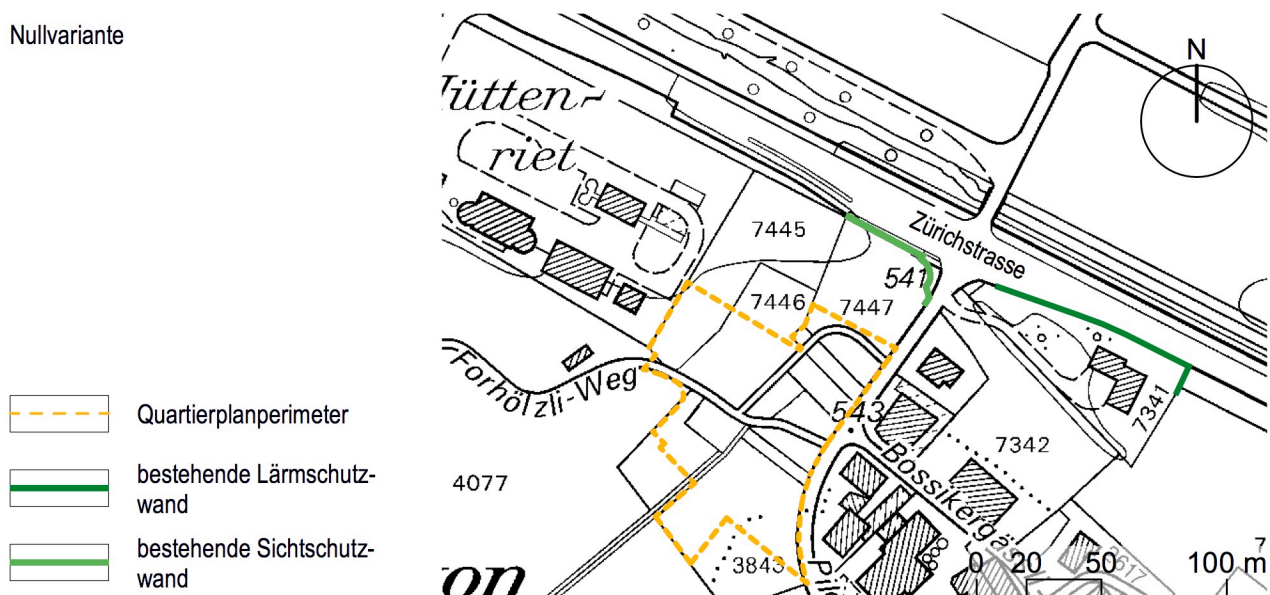 Nullvariante
N
riet
Zürichstrasse
7445
541
7446
7447
Forhölzli-Weg
543
7341
7342
4077
3843
Quartierplanperimeter
bestehende Lärmschutz-
wand
bestehende Sichtschutz-
wand
0 20 50 100 m
7